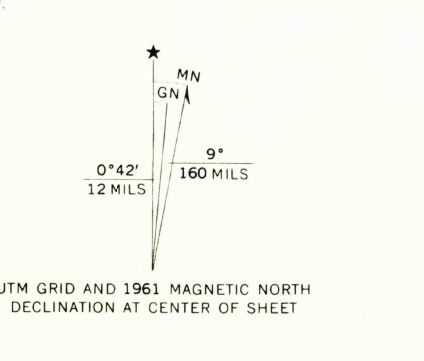 ★
MN
GN
0°42'
12 MILS
9°
160 MILS
UTM GRID AND 1961 MAGNETIC NORTH
DECLINATION AT CENTER OF SHEET